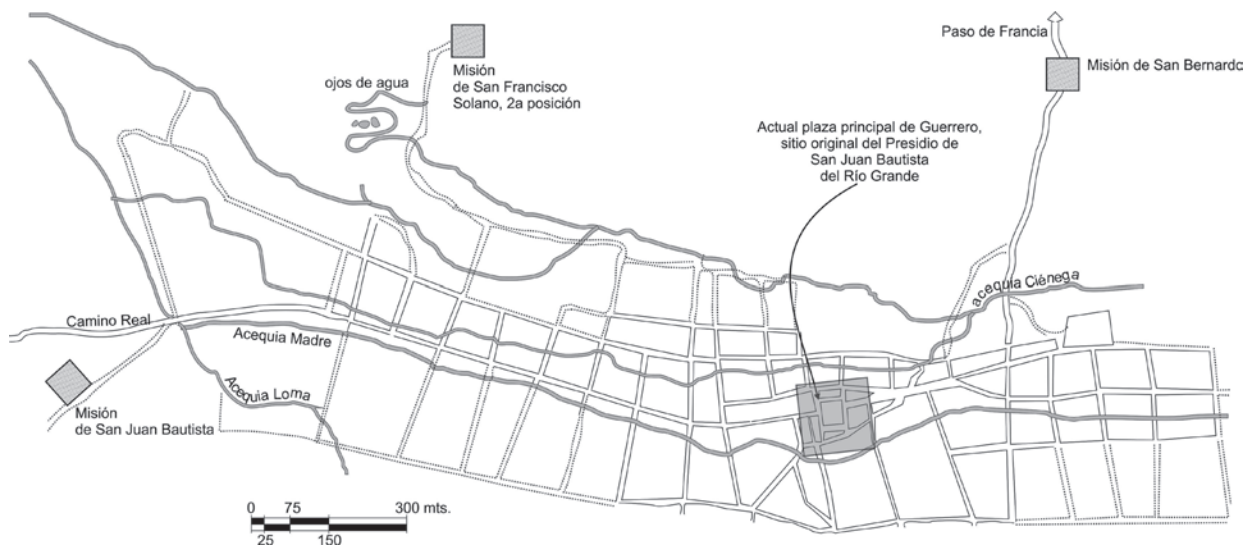 Paso de Francia
Misión de San Bernardo
Misión
de San Francisco
Solano, 2a posición
ojos de agua
Actual plaza principal de Guerrero,
sitio original del Presidio de
San Juan Bautista
del Río Grande
acequia Ciénega
Camino Real
Acequia Madre
Acequia Loma
Misión
de San Juan Bautista
0 75 300 mts.
25 150